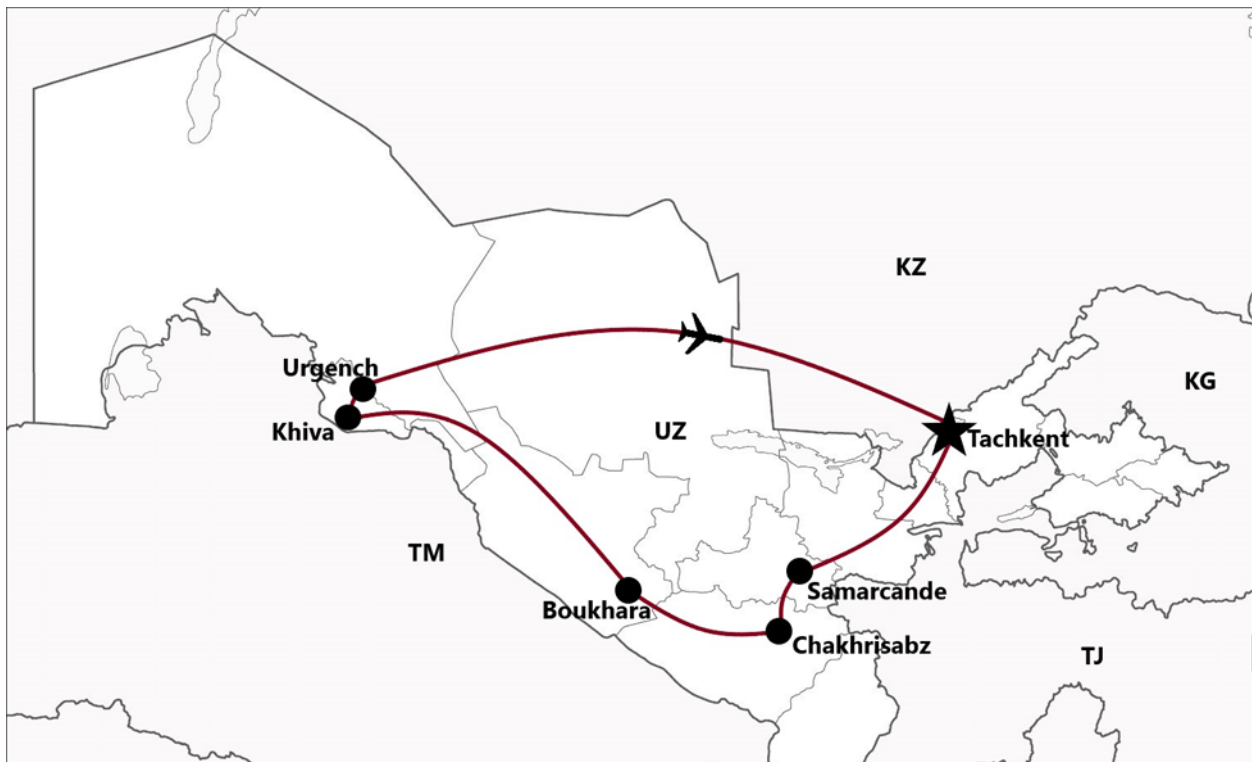 KZ
Urgench
KG
Khiva
UZ
Tachkent
TM
Samarcande
Boukhara
Chakhrisabz
TJ